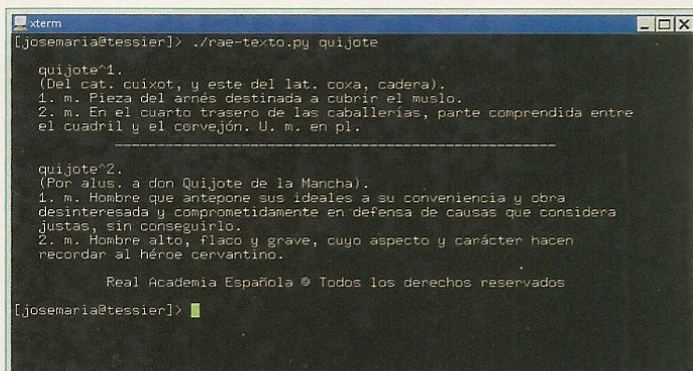 xterm
[josemaria@tessier]> ./rae-texto.py quijote
quijote^1.
(Del cat. cuixot, y este del lat. coxa, cadera).
1. m. Pieza del arnés destinada a cubrir el muslo.
2. m. En el cuarto trasero de las caballerías, parte comprendida entre
el cuadril y el corvejón. U. m. en pl.
quijote^2.
(Por alus. a don Quijote de la Mancha).
1. m. Hombre que antepone sus ideales a su conveniencia y obra
desinteresada y comprometidamente en defensa de causas que considera
justas, sin conseguirlo.
2. m. Hombre alto, flaco y grave, cuyo aspecto y carácter hacen
recordar al héroe cervantino.
Real Academia Española © Todos los derechos reservados
[josemaria@tessier]>